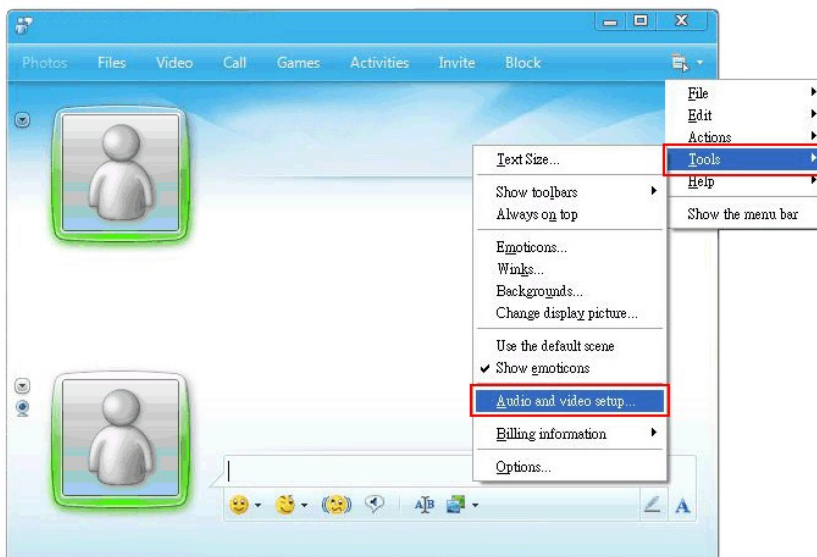 Photos Files Video Call Games Activities Invite Block
File
Edit
Actions
Tools
Help
Show the menu bar
Text Size...
Show toolbars
Always on top
Emoticons...
Winks...
Backgrounds...
Change display picture...
Use the default scene
Show emoticons
Audio and video setup...
Billing information
Options...
A B
A